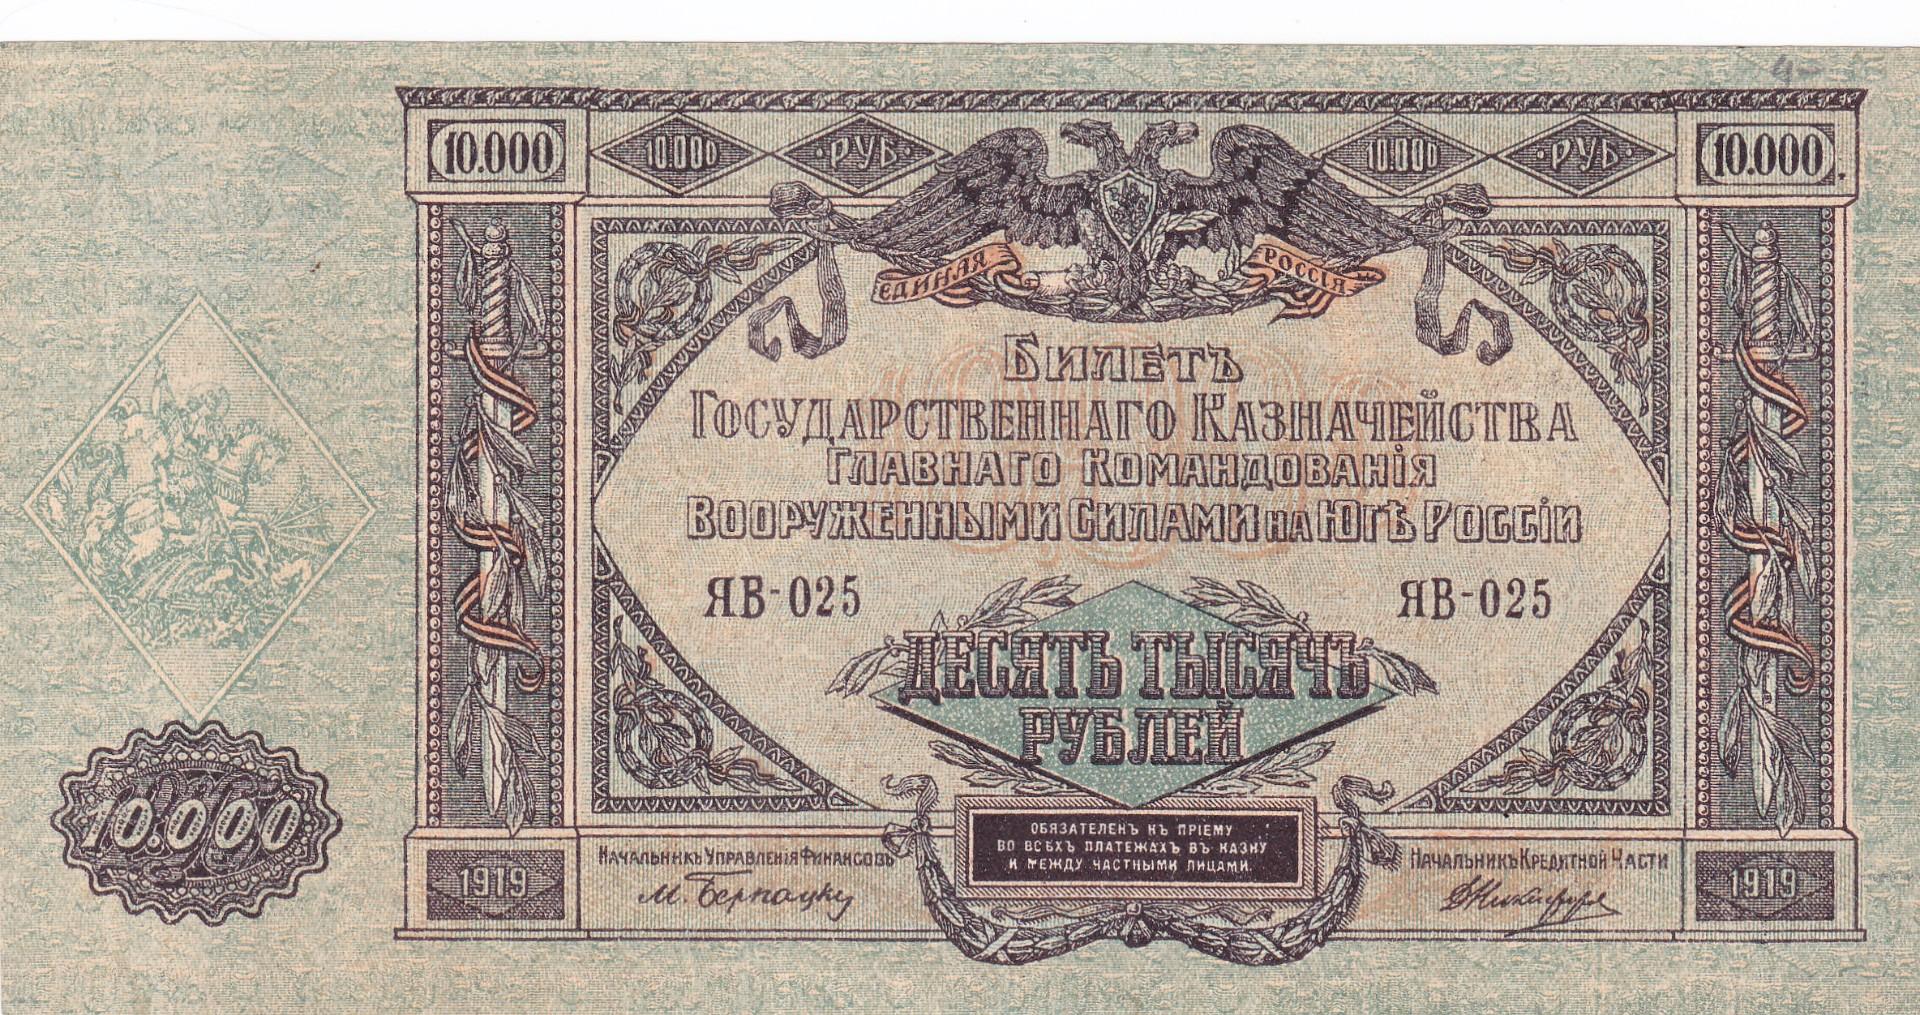 10.000 10.000 ·РУБ· 10.000 ·РУБ· 10.000
ЕДИНАЯ РОССІЯ
БИЛЕТЪ
ГОСУДАРСТВЕННАГО КАЗНАЧЕЙСТВА
ГЛАВНАГО КОМАНДОВАНІЯ
ВООРУЖЕННЫМИ СИЛАМИ НА ЮГѢ РОССІИ
ЯВ-025 ЯВ-025
ДЕСЯТЬ ТЫСЯЧЪ
РУБЛЕЙ
10.000
ОБЯЗАТЕЛЕНЪ КЪ ПРІЕМУ
ВО ВСѢХЪ ПЛАТЕЖАХЪ ВЪ КАЗНУ
И МЕЖДУ ЧАСТНЫМИ ЛИЦАМИ.
НАЧАЛЬНИКЪ УПРАВЛЕНІЯ ФИНАНСОВЪ
НАЧАЛЬНИКЪ КРЕДИТНОЙ ЧАСТИ
1919 1919